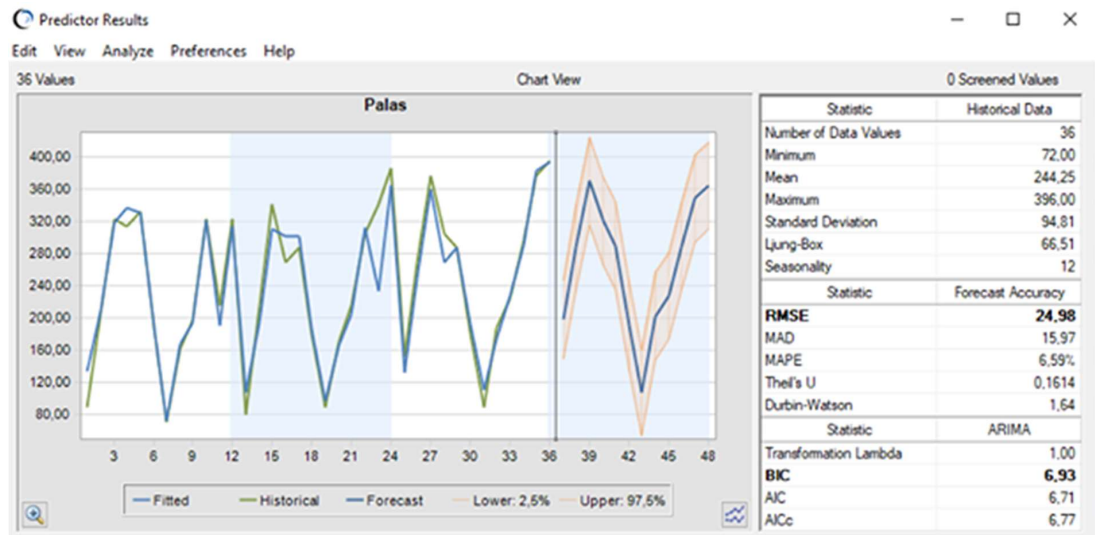 Predictor Results
Edit View Analyze Preferences Help
36 Values Chart View 0 Screened Values
Palas
400,00
360,00
320,00
280,00
240,00
200,00
160,00
120,00
80,00
3 6 9 12 15 18 21 24 27 30 33 36 39 42 45 48
Fitted Historical Forecast Lower: 2,5% Upper: 97,5%
Statistic Historical Data
Number of Data Values 36
Minimum 72,00
Mean 244,25
Maximum 396,00
Standard Deviation 94,81
Ljung-Box 66,51
Seasonality 12
Statistic Forecast Accuracy
RMSE 24,98
MAD 15,97
MAPE 6,59%
Theil's U 0,1614
Durbin-Watson 1,64
Statistic ARIMA
Transformation Lambda 1,00
BIC 6,93
AIC 6,71
AICc 6,77